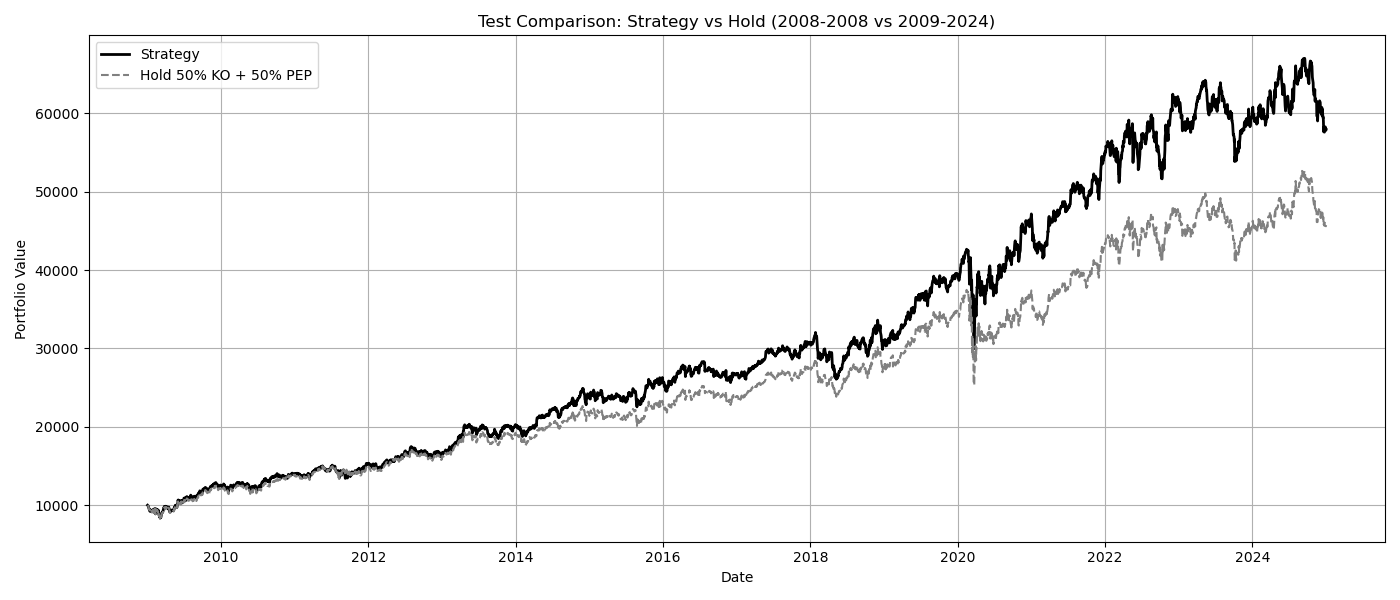 Test Comparison: Strategy vs Hold (2008-2008 vs 2009-2024)
Strategy
Hold 50% KO + 50% PEP
Portfolio Value
60000
50000
40000
30000
20000
10000
2010 2012 2014 2016 2018 2020 2022 2024
Date